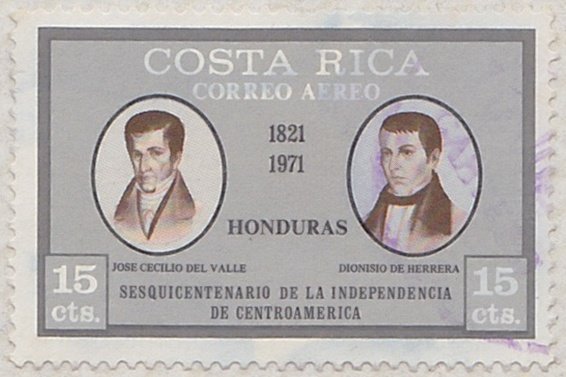 COSTA RICA
CORREO AEREO
1821
1971
HONDURAS
JOSE CECILIO DEL VALLE
DIONISIO DE HERRERA
15
cts.
SESQUICENTENARIO DE LA INDEPENDENCIA
DE CENTROAMERICA
15
cts.